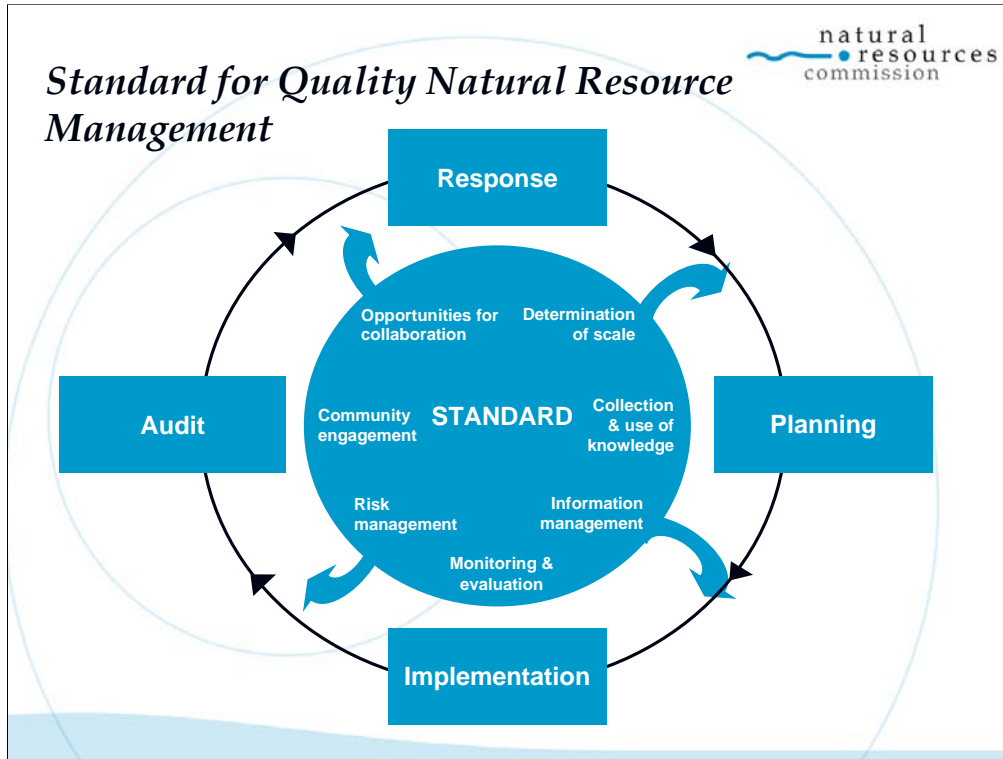 natural
resources
commission
Standard for Quality Natural Resource
Management
Response
Opportunities for
collaboration
Determination
of scale
Audit
Community
engagement
STANDARD
Collection
& use of
knowledge
Planning
Risk
management
Information
management
Monitoring &
evaluation
Implementation